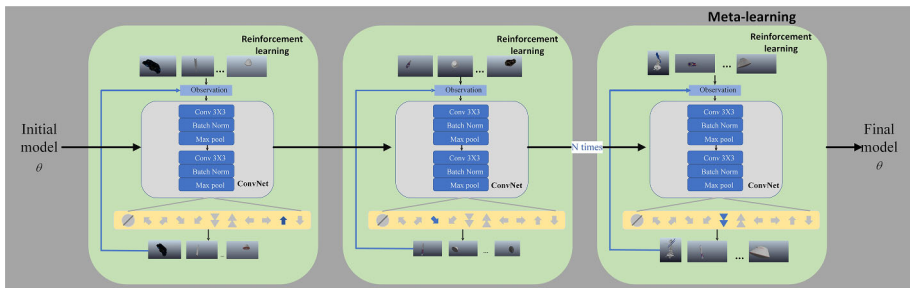 Meta-learning
Reinforcement
learning
...
Observation
Conv 3X3
Batch Norm
Max pool
Conv 3X3
Batch Norm
Max pool
ConvNet
...
Reinforcement
learning
...
Observation
Conv 3X3
Batch Norm
Max pool
Conv 3X3
Batch Norm
Max pool
ConvNet
...
Reinforcement
learning
...
Observation
Conv 3X3
Batch Norm
Max pool
Conv 3X3
Batch Norm
Max pool
ConvNet
...
Initial
model
θ
N times
Final
model
θ